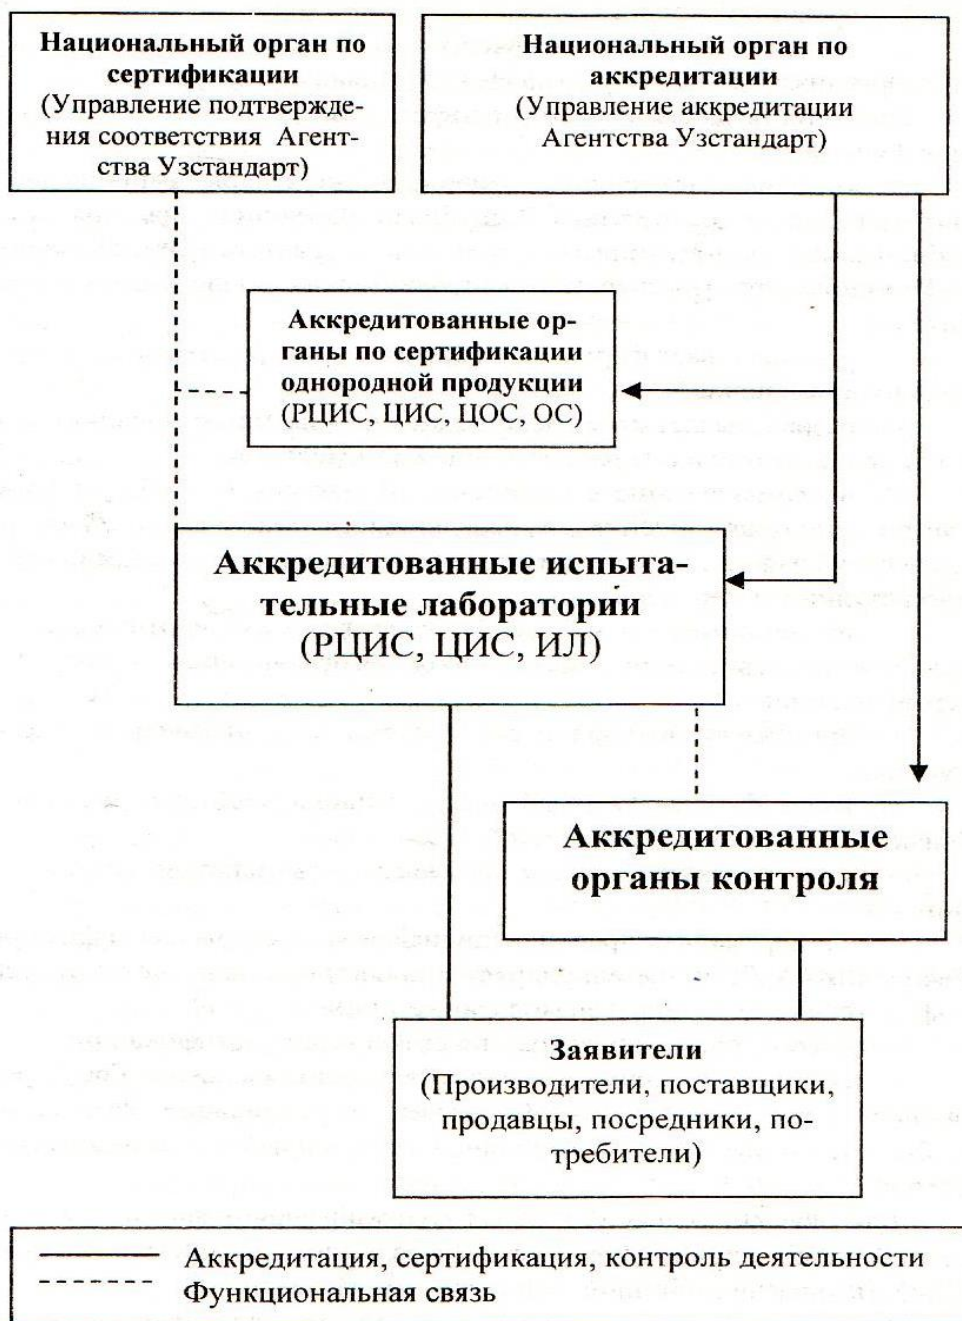 Национальный орган по
сертификации
(Управление подтвержде-
ния соответствия Агент-
ства Узстандарт)
Национальный орган по
аккредитации
(Управление аккредитации
Агентства Узстандарт)
Аккредитованные ор-
ганы по сертификации
однородной продукции
(РЦИС, ЦИС, ЦОС, ОС)
Аккредитованные испыта-
тельные лаборатории
(РЦИС, ЦИС, ИЛ)
Аккредитованные
органы контроля
Заявители
(Производители, поставщики,
продавцы, посредники, по-
требители)
Аккредитация, сертификация, контроль деятельности
Функциональная связь